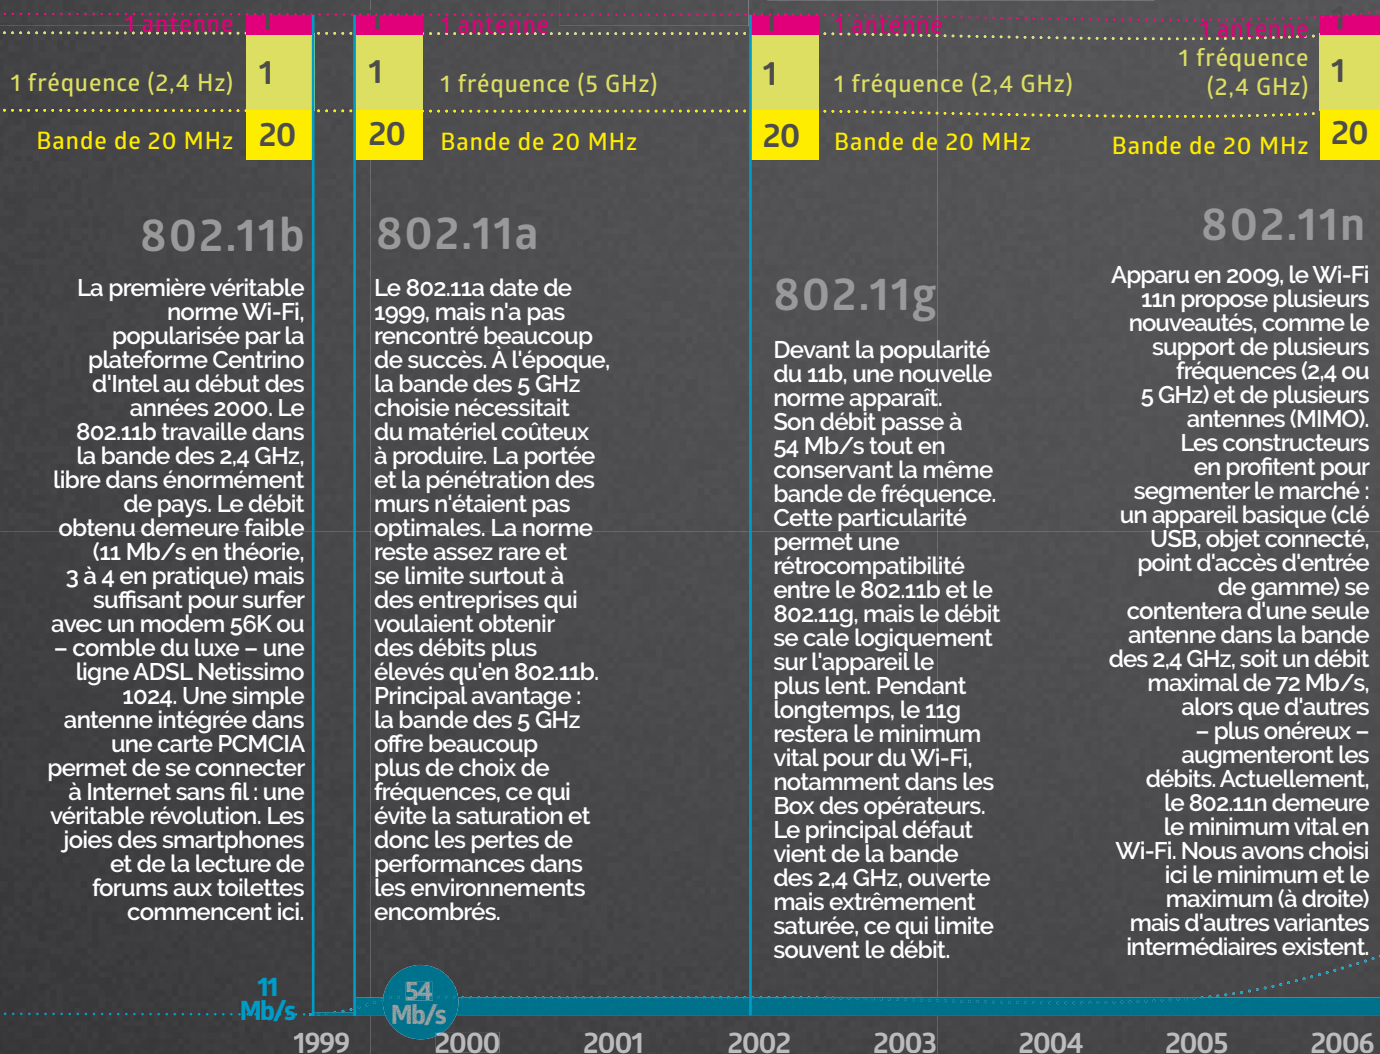 1 antenne
1
1 fréquence (2,4 Hz)
1
Bande de 20 MHz
20
802.11b
La première véritable
norme Wi-Fi,
popularisée par la
plateforme Centrino
d'Intel au début des
années 2000. Le
802.11b travaille dans
la bande des 2,4 GHz,
libre dans énormément
de pays. Le débit
obtenu demeure faible
(11 Mb/s en théorie,
3 à 4 en pratique) mais
suffisant pour surfer
avec un modem 56K ou
– comble du luxe – une
ligne ADSL Netissimo
1024. Une simple
antenne intégrée dans
une carte PCMCIA
permet de se connecter
à Internet sans fil : une
véritable révolution. Les
joies des smartphones
et de la lecture de
forums aux toilettes
commencent ici.
1
1 antenne
1
1 fréquence (5 GHz)
20
Bande de 20 MHz
802.11a
Le 802.11a date de
1999, mais n'a pas
rencontré beaucoup
de succès. À l'époque,
la bande des 5 GHz
choisie nécessitait
du matériel coûteux
à produire. La portée
et la pénétration des
murs n'étaient pas
optimales. La norme
reste assez rare et
se limite surtout à
des entreprises qui
voulaient obtenir
des débits plus
élevés qu'en 802.11b.
Principal avantage :
la bande des 5 GHz
offre beaucoup
plus de choix de
fréquences, ce qui
évite la saturation et
donc les pertes de
performances dans
les environnements
encombrés.
1
1 antenne
1
1 fréquence (2,4 GHz)
20
Bande de 20 MHz
802.11g
Devant la popularité
du 11b, une nouvelle
norme apparaît.
Son débit passe à
54 Mb/s tout en
conservant la même
bande de fréquence.
Cette particularité
permet une
rétrocompatibilité
entre le 802.11b et le
802.11g, mais le débit
se cale logiquement
sur l'appareil le
plus lent. Pendant
longtemps, le 11g
restera le minimum
vital pour du Wi-Fi,
notamment dans les
Box des opérateurs.
Le principal défaut
vient de la bande
des 2,4 GHz, ouverte
mais extrêmement
saturée, ce qui limite
souvent le débit.
1 antenne
1
1 fréquence
(2,4 GHz)
1
Bande de 20 MHz
20
802.11n
Apparu en 2009, le Wi-Fi
11n propose plusieurs
nouveautés, comme le
support de plusieurs
fréquences (2,4 ou
5 GHz) et de plusieurs
antennes (MIMO).
Les constructeurs
en profitent pour
segmenter le marché :
un appareil basique (clé
USB, objet connecté,
point d'accès d'entrée
de gamme) se
contentera d'une seule
antenne dans la bande
des 2,4 GHz, soit un débit
maximal de 72 Mb/s,
alors que d'autres
– plus onéreux –
augmenteront les
débits. Actuellement,
le 802.11n demeure
le minimum vital en
Wi-Fi. Nous avons choisi
ici le minimum et le
maximum (à droite)
mais d'autres variantes
intermédiaires existent.
11
Mb/s
54
Mb/s
1999 2000 2001 2002 2003 2004 2005 2006